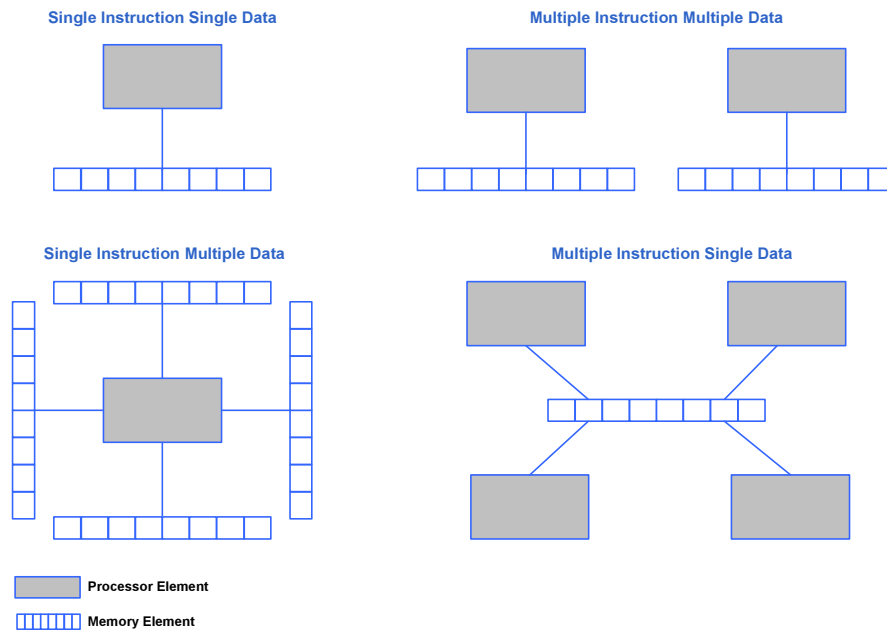 Single Instruction Single Data
Multiple Instruction Multiple Data
Single Instruction Multiple Data
Multiple Instruction Single Data
Processor Element
Memory Element